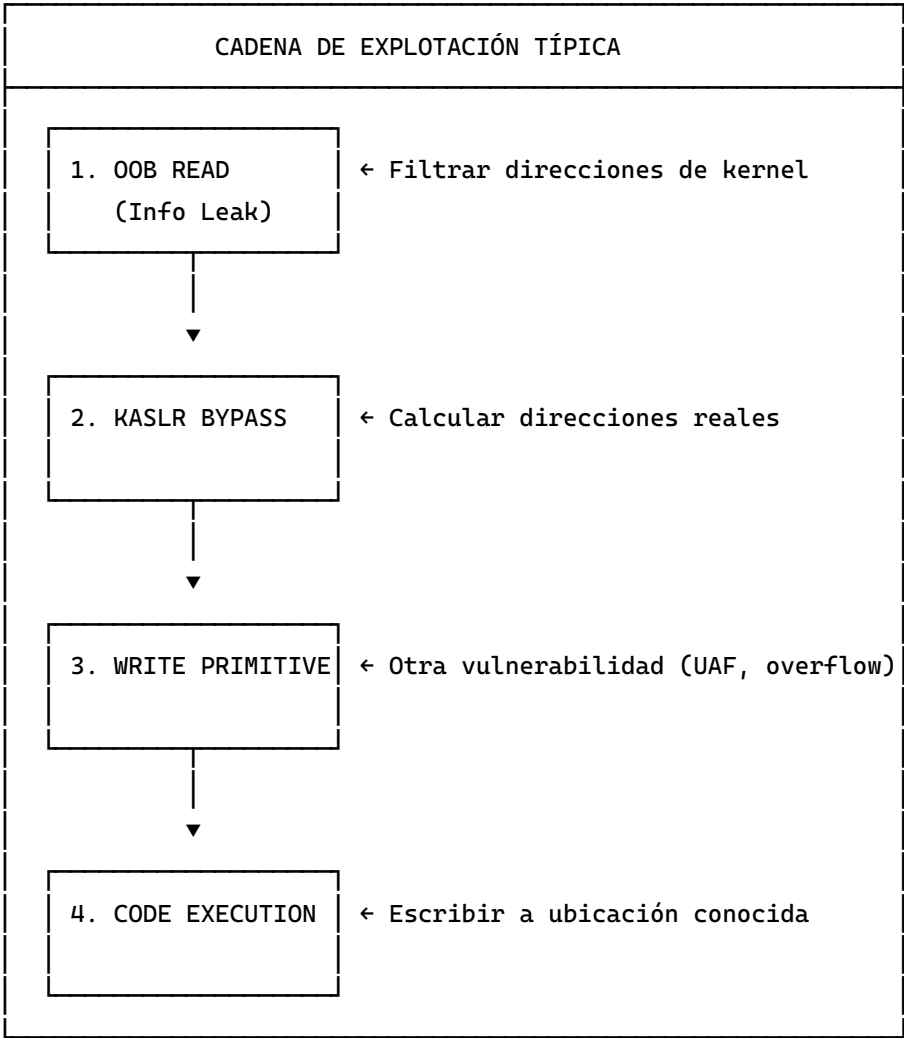 CADENA DE EXPLOTACIÓN TÍPICA
1. OOB READ ← Filtrar direcciones de kernel
(Info Leak)
2. KASLR BYPASS ← Calcular direcciones reales
3. WRITE PRIMITIVE ← Otra vulnerabilidad (UAF, overflow)
4. CODE EXECUTION ← Escribir a ubicación conocida